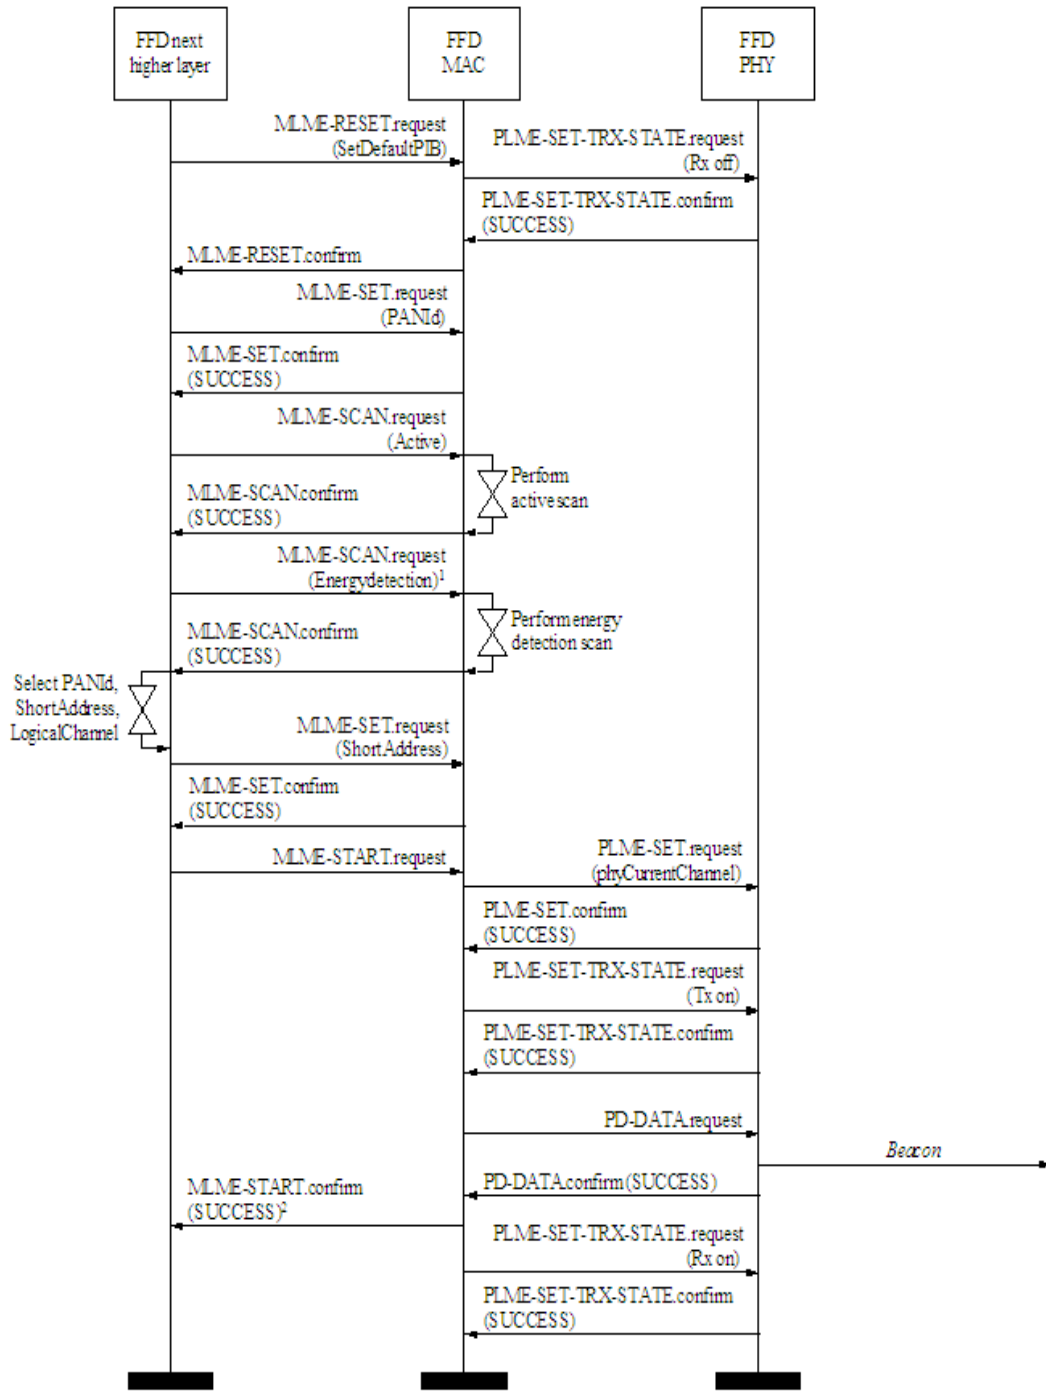 FFD next
higher layer
FFD
MAC
FFD
PHY
MLME-RESET.request
(SetDefaultPIB)
PLME-SET-TRX-STATE.request
(Rx off)
PLME-SET-TRX-STATE.confirm
(SUCCESS)
MLME-RESET.confirm
MLME-SET.request
(PANId)
MLME-SET.confirm
(SUCCESS)
MLME-SCAN.request
(Active)
Perform
active scan
MLME-SCAN.confirm
(SUCCESS)
MLME-SCAN.request
(Energy detection)1
Perform energy
detection scan
MLME-SCAN.confirm
(SUCCESS)
Select PANId,
ShortAddress,
LogicalChannel
MLME-SET.request
(ShortAddress)
MLME-SET.confirm
(SUCCESS)
MLME-START.request
PLME-SET.request
(phyCurrentChannel)
PLME-SET.confirm
(SUCCESS)
PLME-SET-TRX-STATE.request
(Tx on)
PLME-SET-TRX-STATE.confirm
(SUCCESS)
PD-DATA.request
Beacon
PD-DATA.confirm (SUCCESS)
MLME-START.confirm
(SUCCESS)2
PLME-SET-TRX-STATE.request
(Rx on)
PLME-SET-TRX-STATE.confirm
(SUCCESS)